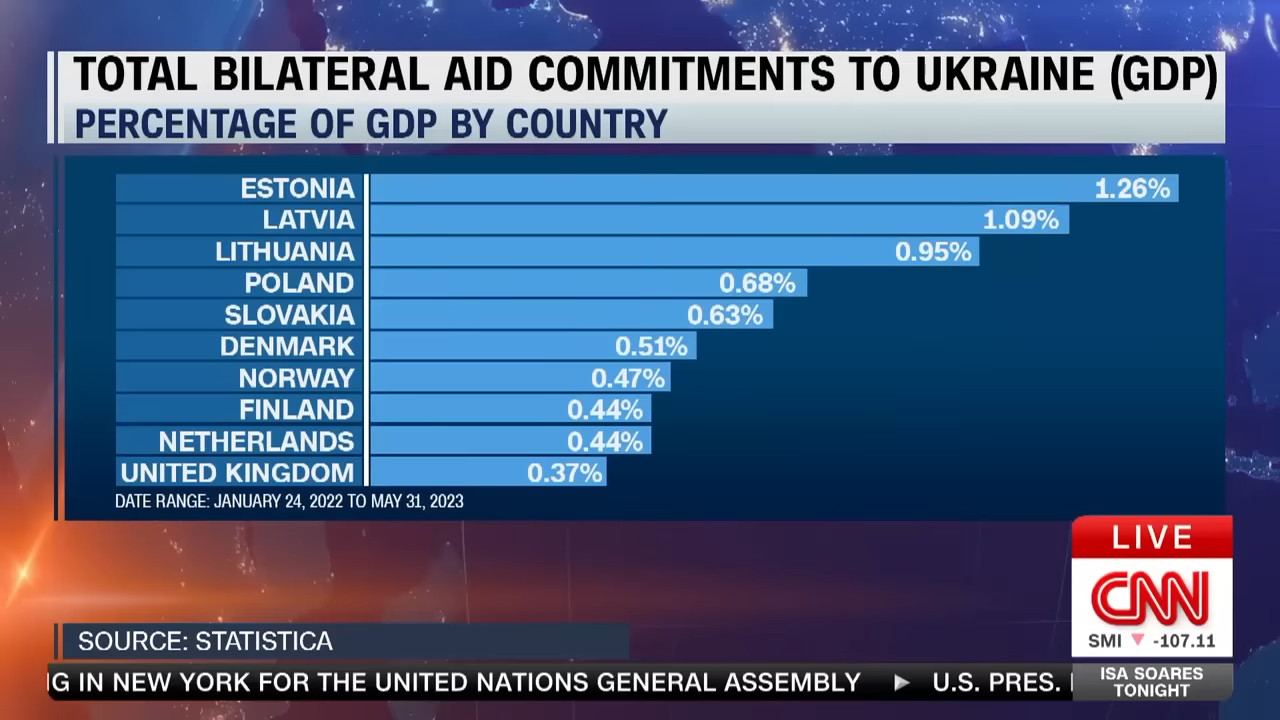 TOTAL BILATERAL AID COMMITMENTS TO UKRAINE (GDP)
PERCENTAGE OF GDP BY COUNTRY
ESTONIA 1.26%
LATVIA 1.09%
LITHUANIA 0.95%
POLAND 0.68%
SLOVAKIA 0.63%
DENMARK 0.51%
NORWAY 0.47%
FINLAND 0.44%
NETHERLANDS 0.44%
UNITED KINGDOM 0.37%
DATE RANGE: JANUARY 24, 2022 TO MAY 31, 2023
LIVE
CNN
SMI ▼ -107.11
SOURCE: STATISTICA
G IN NEW YORK FOR THE UNITED NATIONS GENERAL ASSEMBLY ▶ U.S. PRES.
ISA SOARES
TONIGHT